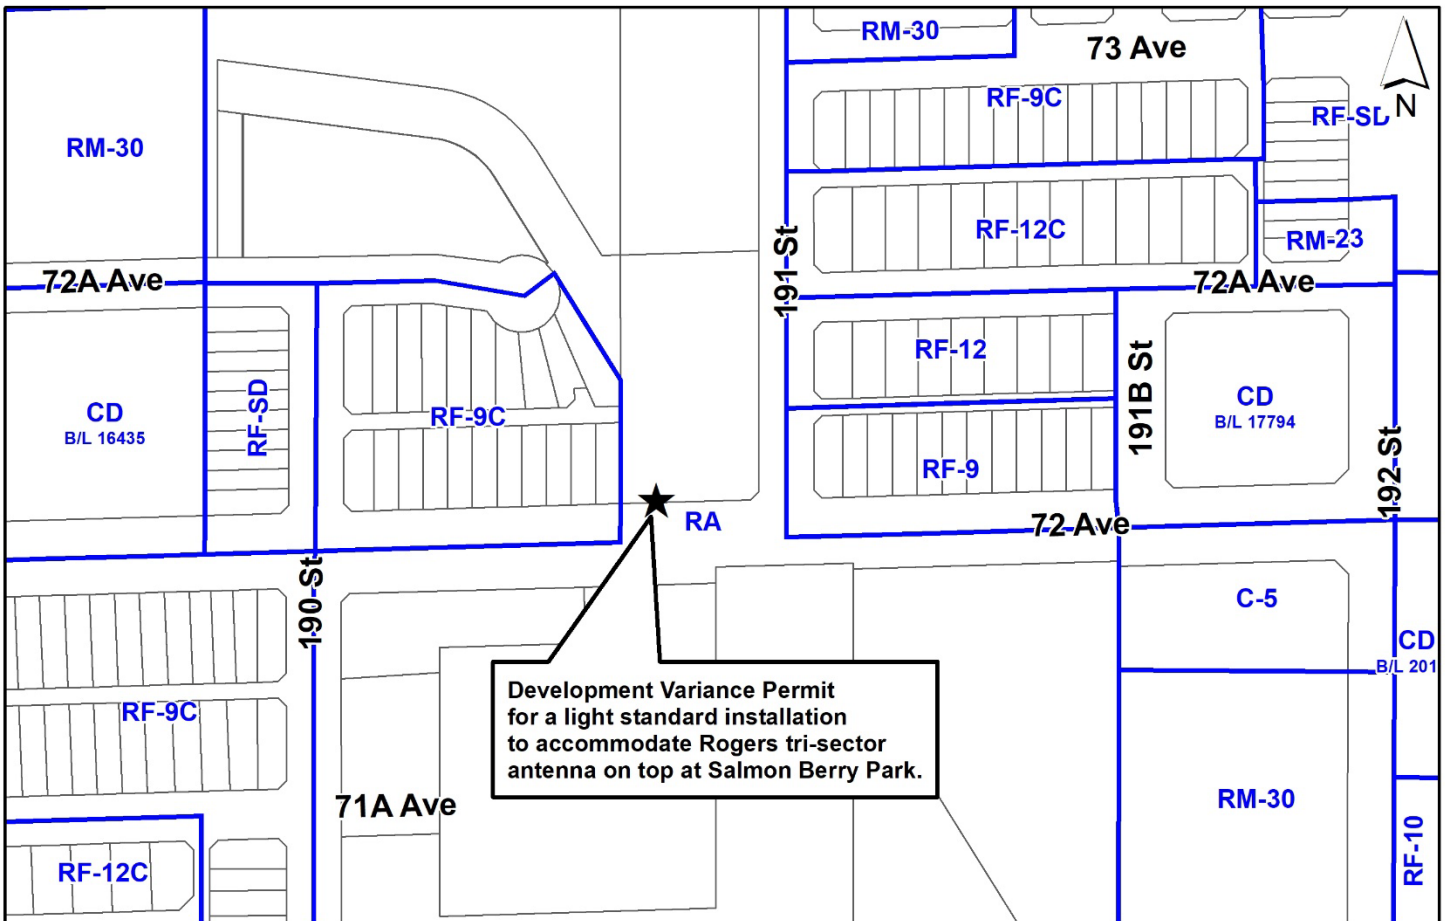 RM-30
73 Ave
N
RF-9C
RF-SD
RM-30
191 St
RF-12C
RM-23
72A Ave
72A Ave
RF-12
191B St
CD
B/L 17794
CD
B/L 16435
RF-SD
RF-9C
RF-9
192 St
RA
72 Ave
190 St
C-5
CD
B/L 201
Development Variance Permit
for a light standard installation
to accommodate Rogers tri-sector
antenna on top at Salmon Berry Park.
RF-9C
71A Ave
RM-30
RF-10
RF-12C